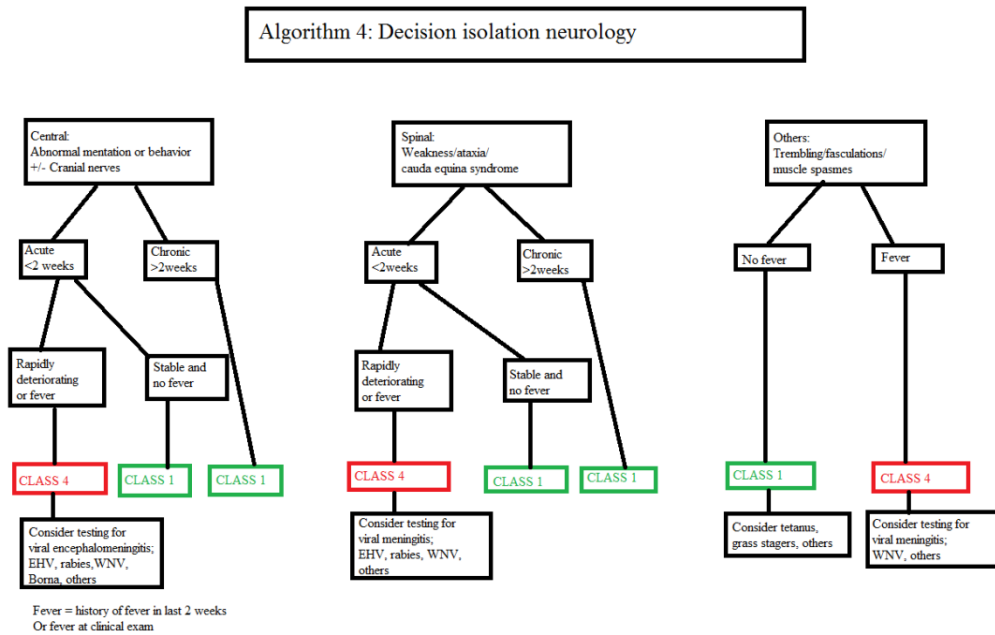 Algorithm 4: Decision isolation neurology
Central:
Abnormal mentation or behavior
+/- Cranial nerves
Acute
<2 weeks
Chronic
>2weeks
Rapidly
deteriorating
or fever
Stable and
no fever
CLASS 4
CLASS 1
CLASS 1
Consider testing for
viral encephalomeningitis;
EHV, rabies,WNV,
Borna, others
Fever = history of fever in last 2 weeks
Or fever at clinical exam
Spinal:
Weakness/ataxia/
cauda equina syndrome
Acute
<2weeks
Chronic
>2weeks
Rapidly
deteriorating
or fever
Stable and
no fever
CLASS 4
CLASS 1
CLASS 1
Consider testing for
viral meningitis;
EHV, rabies, WNV,
others
Others:
Trembling/fasculations/
muscle spasmes
No fever
Fever
CLASS 1
CLASS 4
Consider tetanus,
grass stagers, others
Consider testing for
viral meningitis;
WNV, others